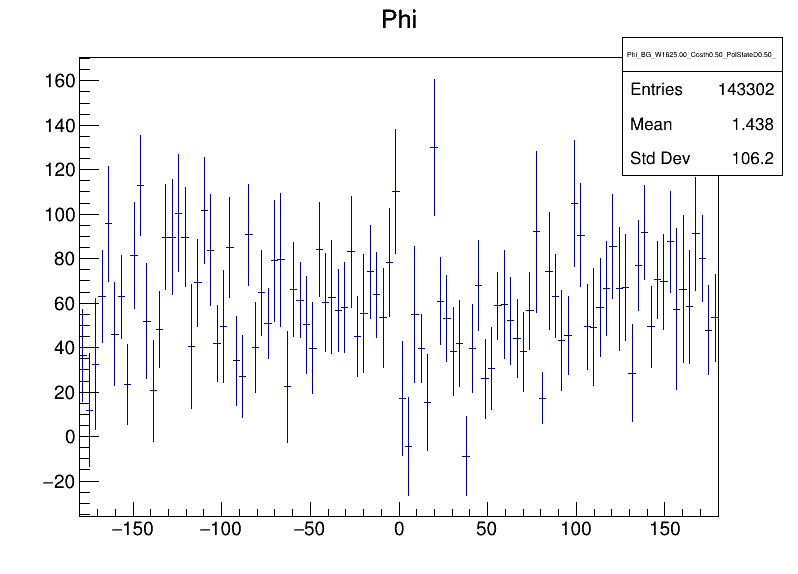 Phi
Phi_BG_W1625.00_Costh0.50_PolStateD0.50_
Entries 143302
Mean 1.438
Std Dev 106.2
160
140
120
100
80
60
40
20
0
−20
−150 −100 −50 0 50 100 150